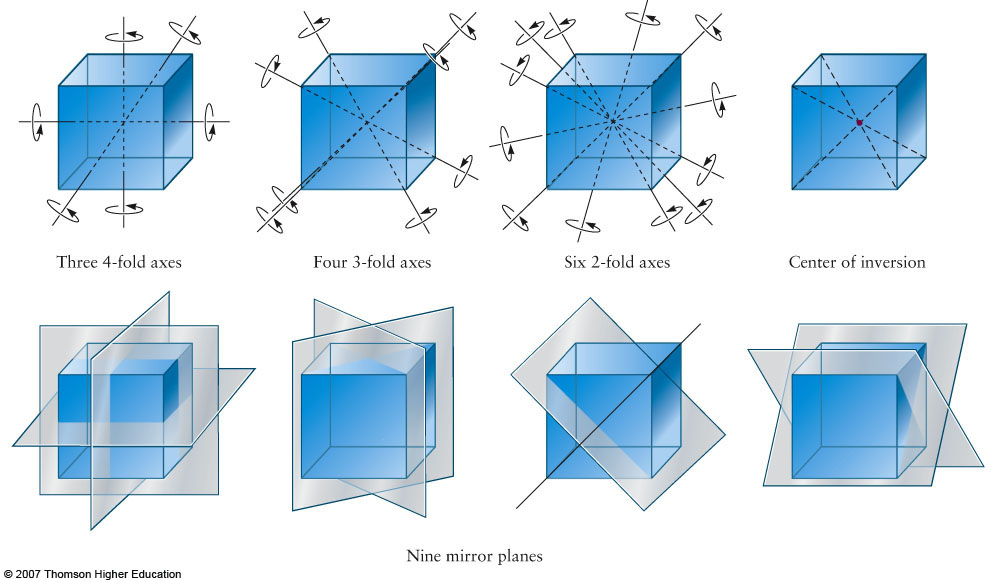 Three 4-fold axes
Four 3-fold axes
Six 2-fold axes
Center of inversion
Nine mirror planes
© 2007 Thomson Higher Education